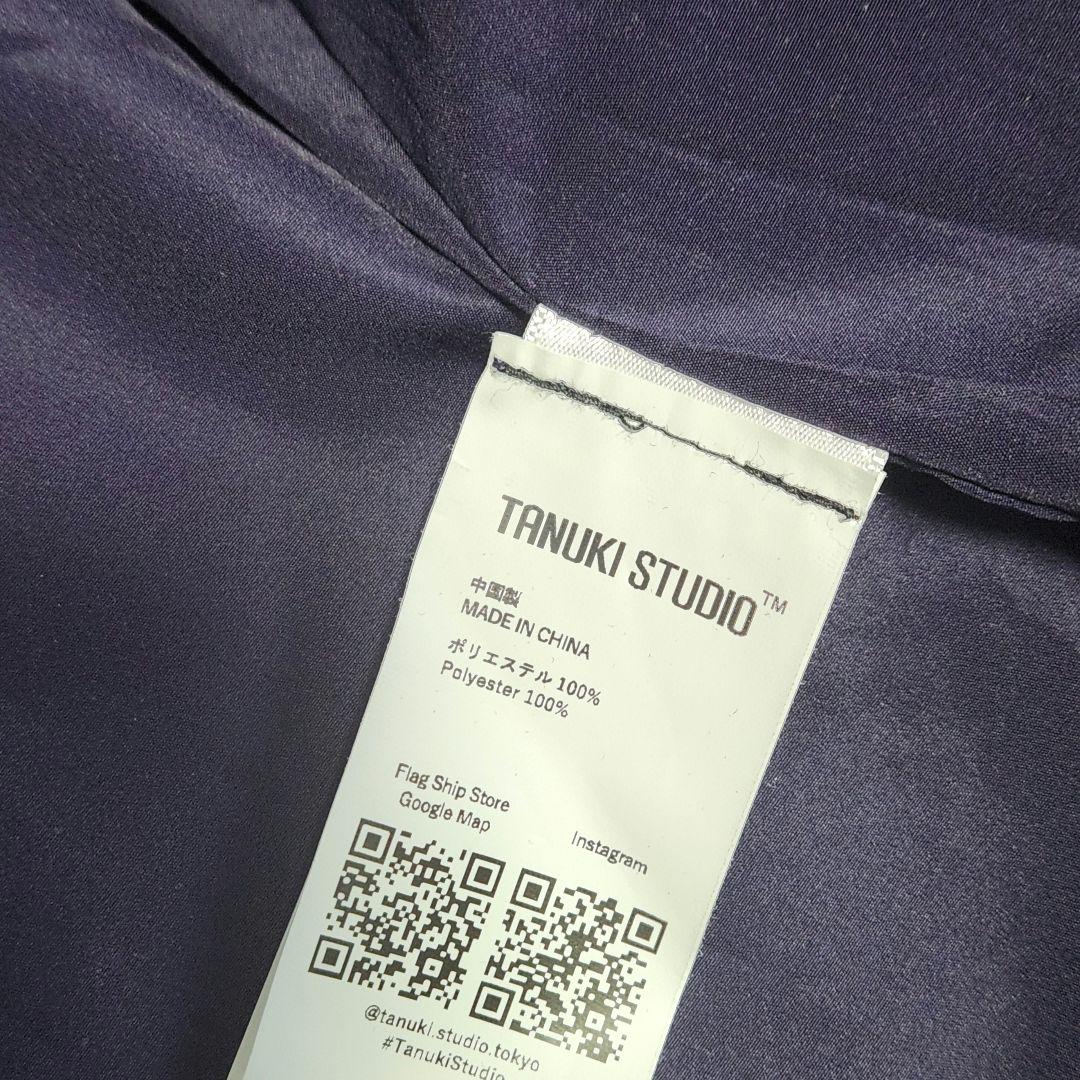 TANUKI STUDIO™
中国製
MADE IN CHINA
ポリエステル 100%
Polyester 100%
Flag Ship Store
Google Map
Instagram
@tanuki.studio.tokyo
#TanukiStudio